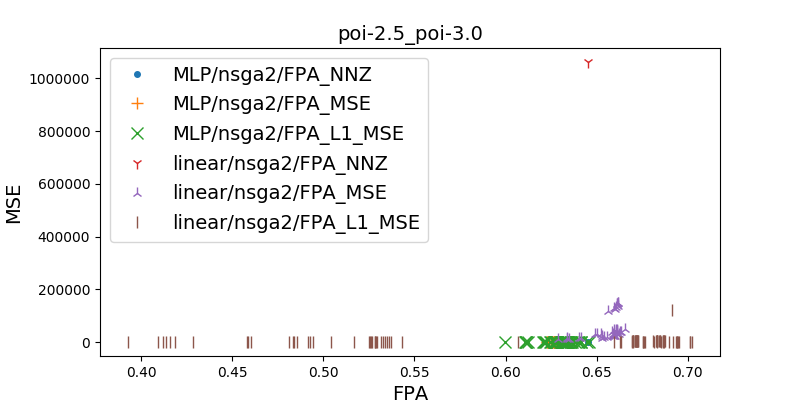 poi-2.5_poi-3.0
MSE
1000000
800000
600000
400000
200000
0
MLP/nsga2/FPA_NNZ
MLP/nsga2/FPA_MSE
MLP/nsga2/FPA_L1_MSE
linear/nsga2/FPA_NNZ
linear/nsga2/FPA_MSE
linear/nsga2/FPA_L1_MSE
0.40 0.45 0.50 0.55 0.60 0.65 0.70
FPA